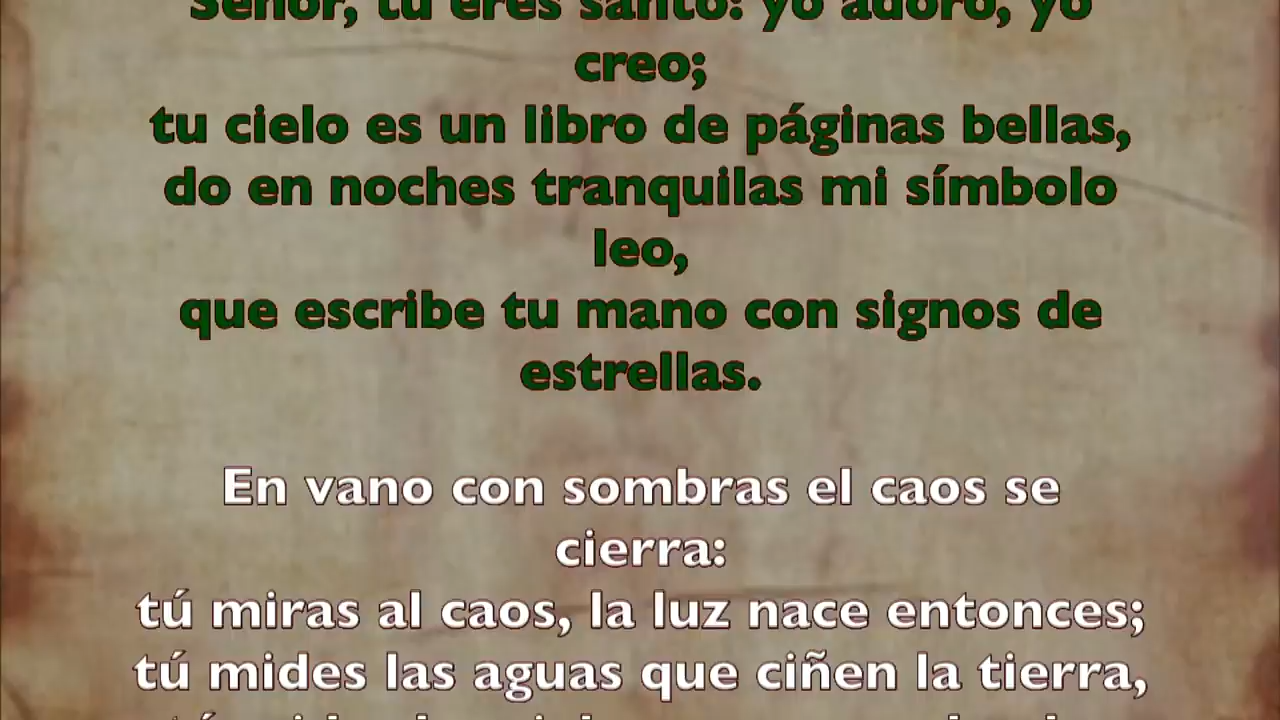 Señor, tú eres santo: yo adoro, yo
creo;
tu cielo es un libro de páginas bellas,
do en noches tranquilas mi símbolo
leo,
que escribe tu mano con signos de
estrellas.
En vano con sombras el caos se
cierra:
tú miras al caos, la luz nace entonces;
tú mides las aguas que ciñen la tierra,